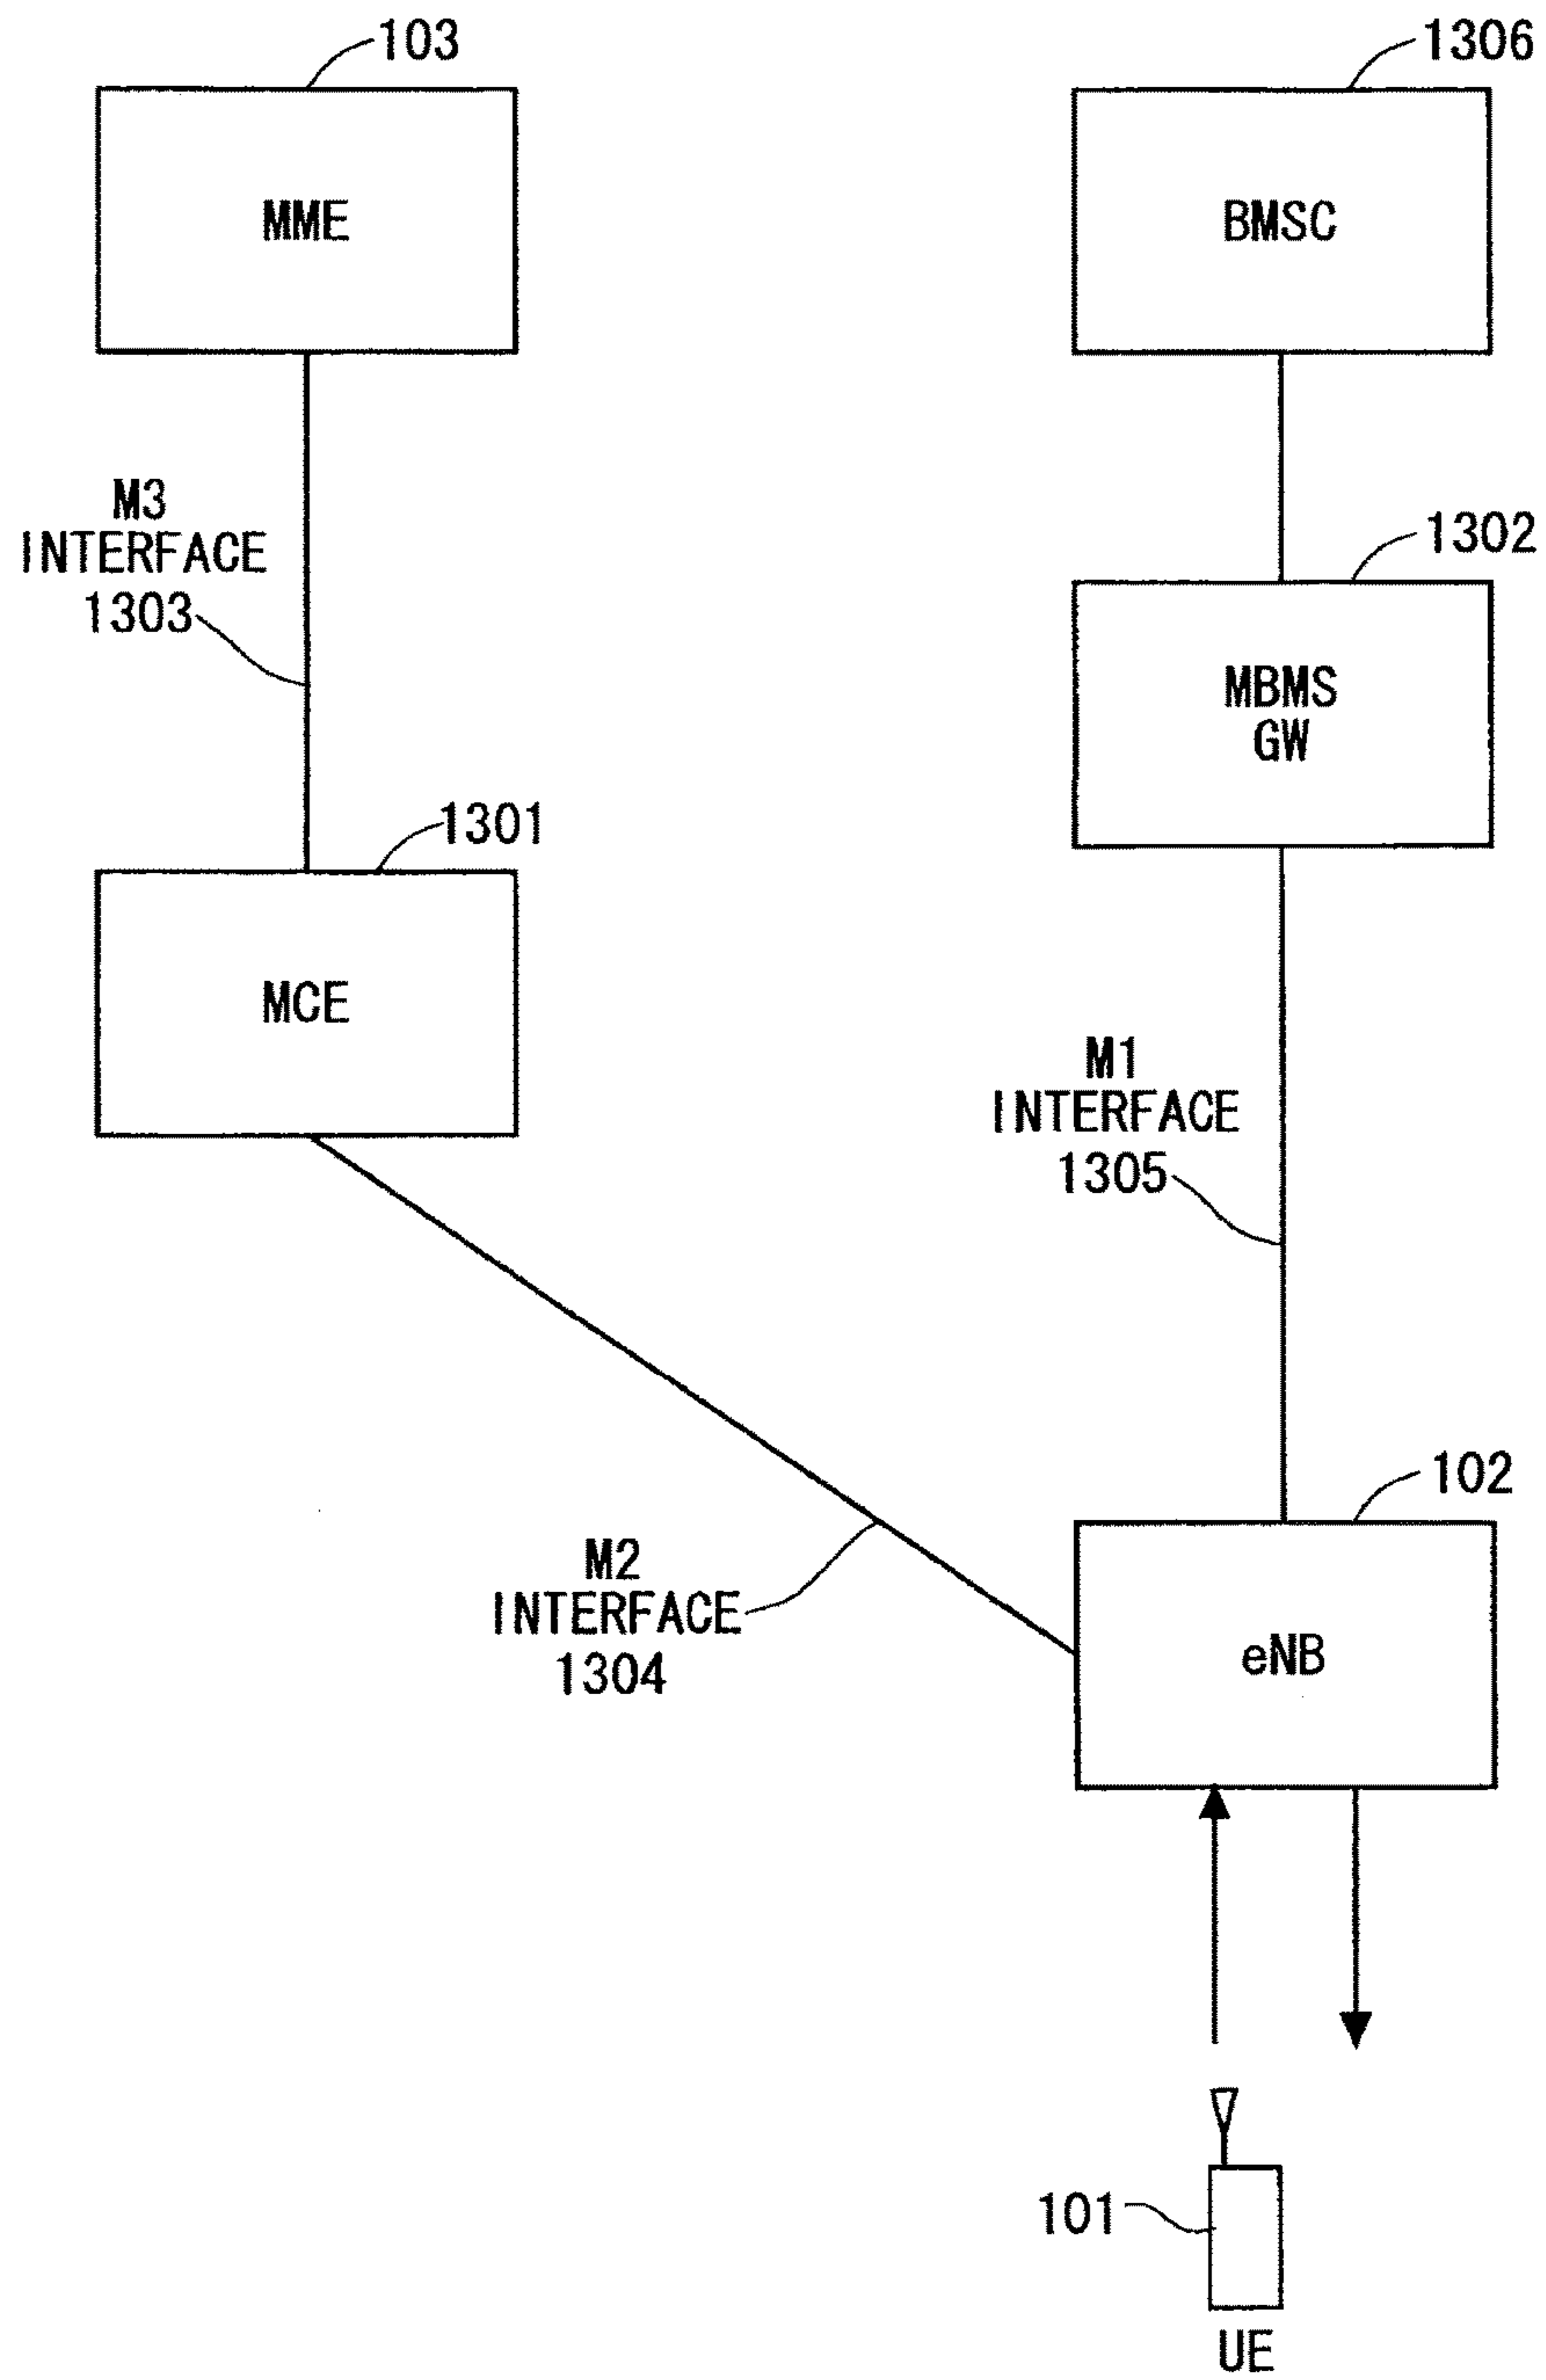 103
1306
MME
BMSC
M3
INTERFACE
1303
1302
MBMS
GW
1301
MCE
M1
INTERFACE
1305
102
M2
INTERFACE
1304
eNB
101
UE